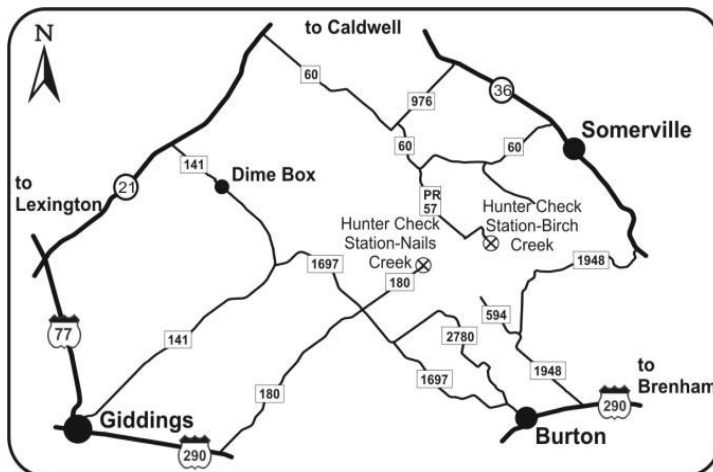 N
to Caldwell
60
976
36
Somerville
60
60
141
to
Lexington
21
Dime Box
PR
57
Hunter Check
Station-Birch
Creek
Hunter Check
Station-Nails
Creek
1697
180
1948
77
141
594
2780
1697
1948
180
to
Brenham
290
Giddings
290
Burton